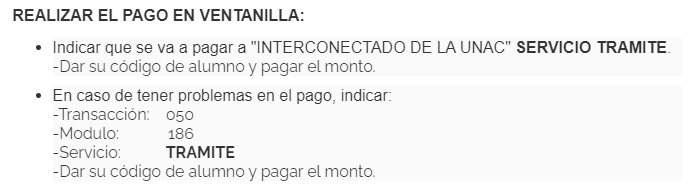 REALIZAR EL PAGO EN VENTANILLA:
• Indicar que se va a pagar a "INTERCONECTADO DE LA UNAC" SERVICIO TRAMITE.
-Dar su código de alumno y pagar el monto.
• En caso de tener problemas en el pago, indicar:
-Transacción: 050
-Modulo: 186
-Servicio: TRAMITE
-Dar su código de alumno y pagar el monto.